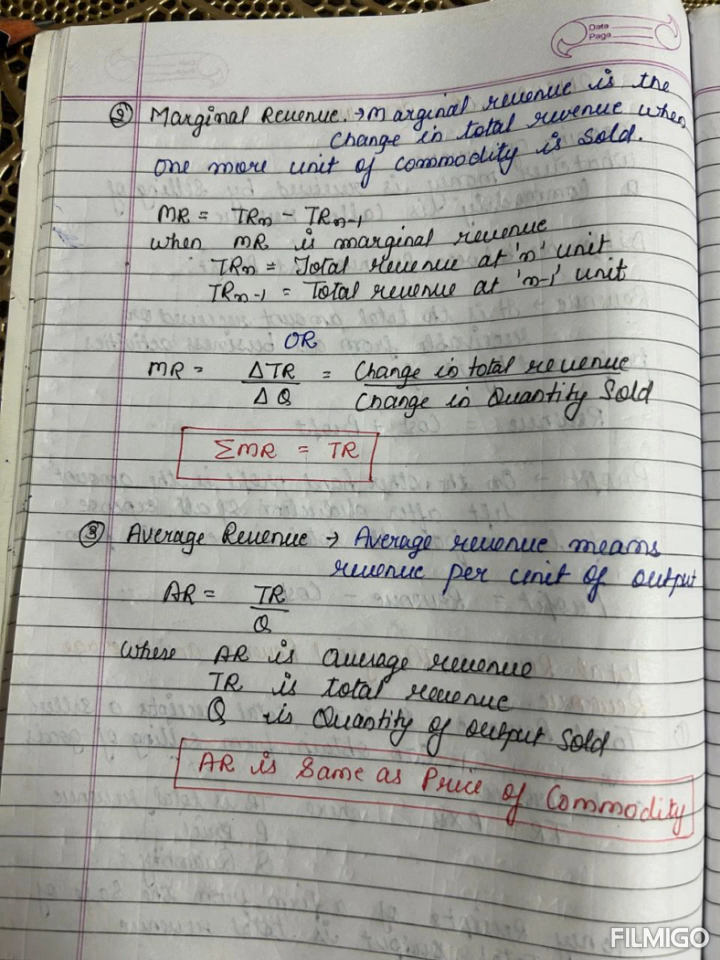 Date
Page
② Marginal Revenue. → Marginal revenue is the
change in total revenue when
one more unit of commodity is sold.
MR = TRn - TRn-1
when MR is marginal revenue
TRn = Total revenue at 'n' unit
TRn-1 = Total revenue at 'n-1' unit
OR
MR = ΔTR / ΔQ = Change in total revenue / Change in Quantity Sold
ΣMR = TR
③ Average Revenue → Average revenue means
revenue per unit of output
AR = TR / Q
where AR is average revenue
TR is total revenue
Q is Quantity of output sold
AR is Same as Price of Commodity
FILMIGO